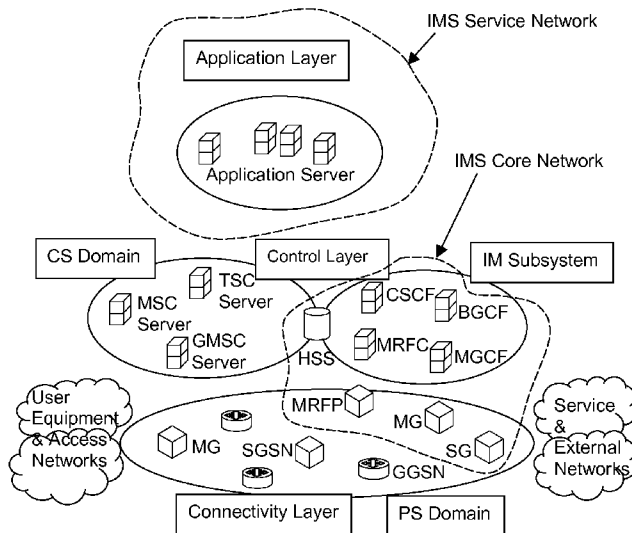 IMS Service Network
Application Layer
Application Server
IMS Core Network
CS Domain
Control Layer
IM Subsystem
TSC
Server
MSC
Server
GMSC
Server
HSS
CSCF
BGCF
MRFC
MGCF
User
Equipment
& Access
Networks
MRFP
MG
MG
SGSN
SG
GGSN
Service
&
External
Networks
Connectivity Layer
PS Domain